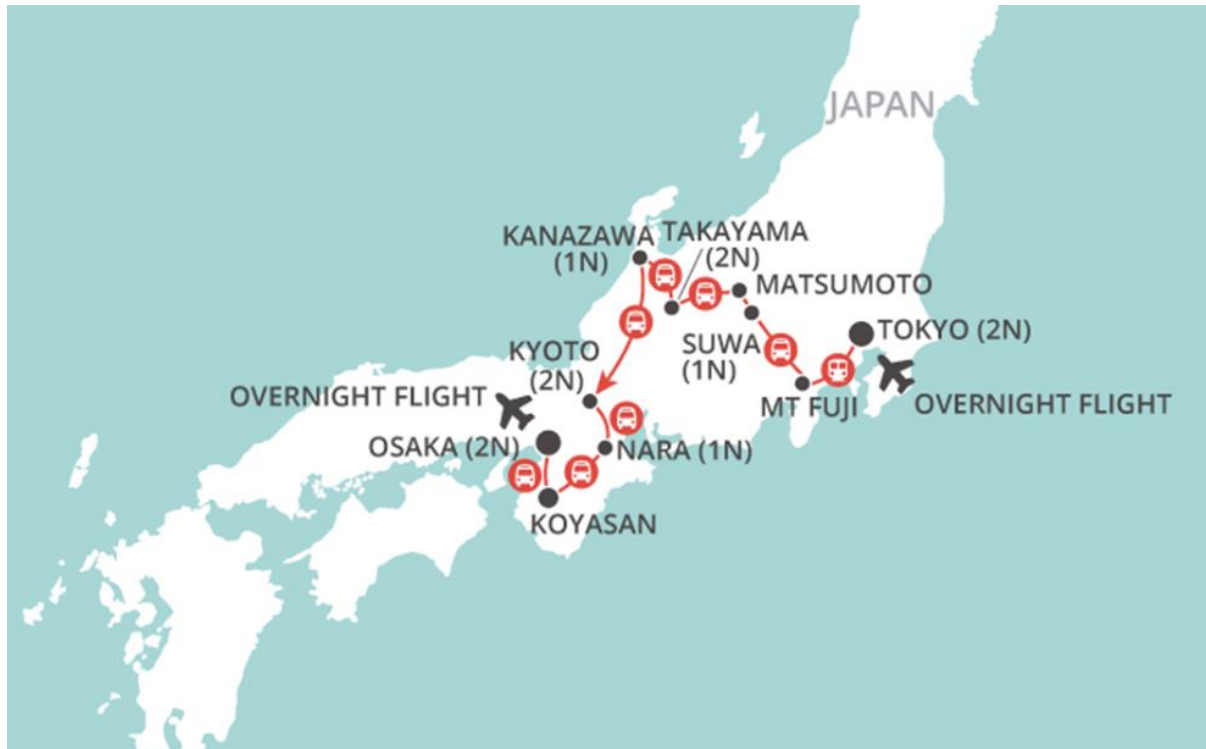 JAPAN
KANAZAWA
(1N)
TAKAYAMA
(2N)
MATSUMOTO
SUWA
(1N)
TOKYO (2N)
MT FUJI
OVERNIGHT FLIGHT
KYOTO
(2N)
OVERNIGHT FLIGHT
OSAKA (2N)
NARA (1N)
KOYASAN